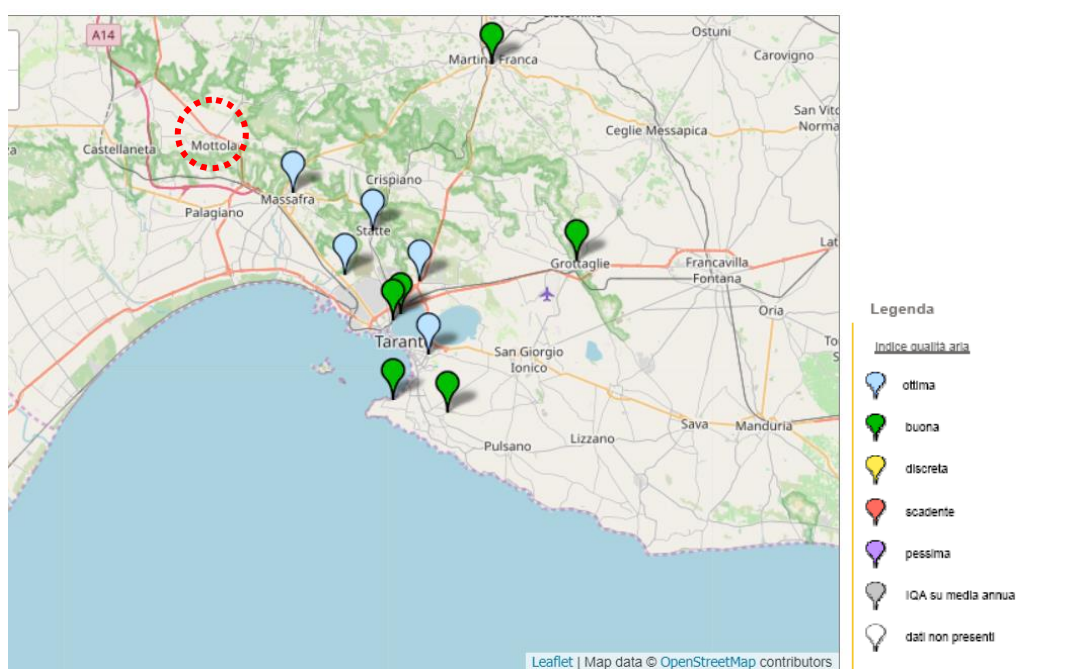 A14
Ostuni
Martina Franca
Carovigno
San Vito
Norma
Ceglie Messapica
Castellaneta
Mottola
Crispiano
Massafra
Palagiano
Statte
Lat
Grottaglie
Francavilla
Fontana
Oria
Legenda
Tarant
To
San Giorgio
Ionico
Indice qualità aria
ottima
Sava
Manduria
buona
Lizzano
Pulsano
discreta
scadente
pessima
IQA su media annua
dati non presenti
Leaflet | Map data © OpenStreetMap contributors